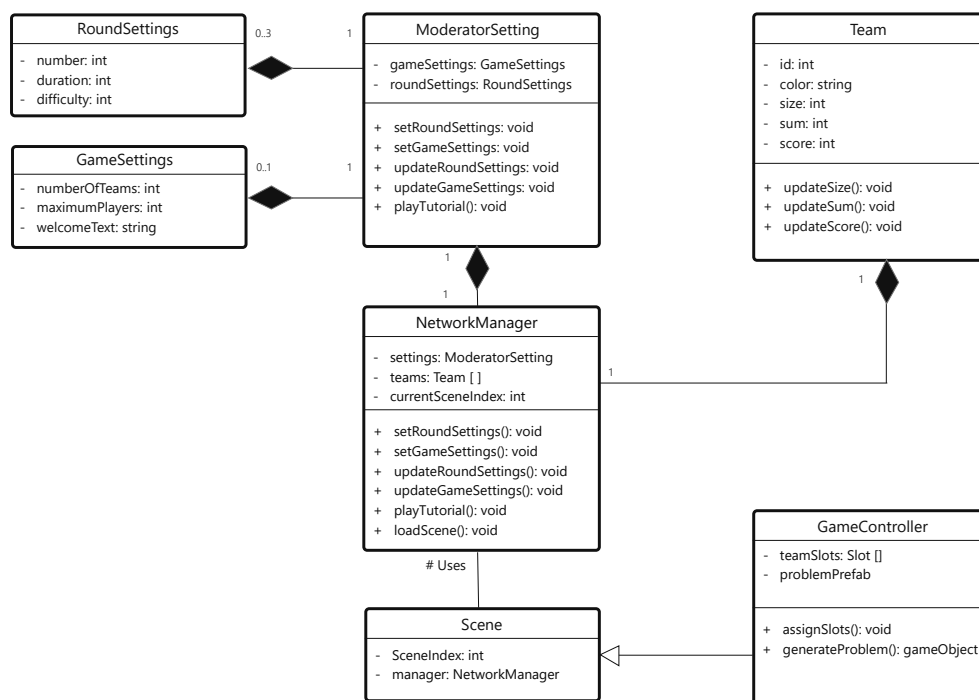 RoundSettings
- number: int
- duration: int
- difficulty: int
0..3
1
ModeratorSetting
- gameSettings: GameSettings
- roundSettings: RoundSettings
+ setRoundSettings: void
+ setGameSettings: void
+ updateRoundSettings: void
+ updateGameSettings: void
+ playTutorial(): void
Team
- id: int
- color: string
- size: int
- sum: int
- score: int
+ updateSize(): void
+ updateSum(): void
+ updateScore(): void
GameSettings
- numberOfTeams: int
- maximumPlayers: int
- welcomeText: string
0..1
1
1
1
1
1
NetworkManager
- settings: ModeratorSetting
- teams: Team [ ]
- currentSceneIndex: int
+ setRoundSettings(): void
+ setGameSettings(): void
+ updateRoundSettings(): void
+ updateGameSettings(): void
+ playTutorial(): void
+ loadScene(): void
# Uses
Scene
- SceneIndex: int
- manager: NetworkManager
GameController
- teamSlots: Slot []
- problemPrefab
+ assignSlots(): void
+ generateProblem(): gameObject